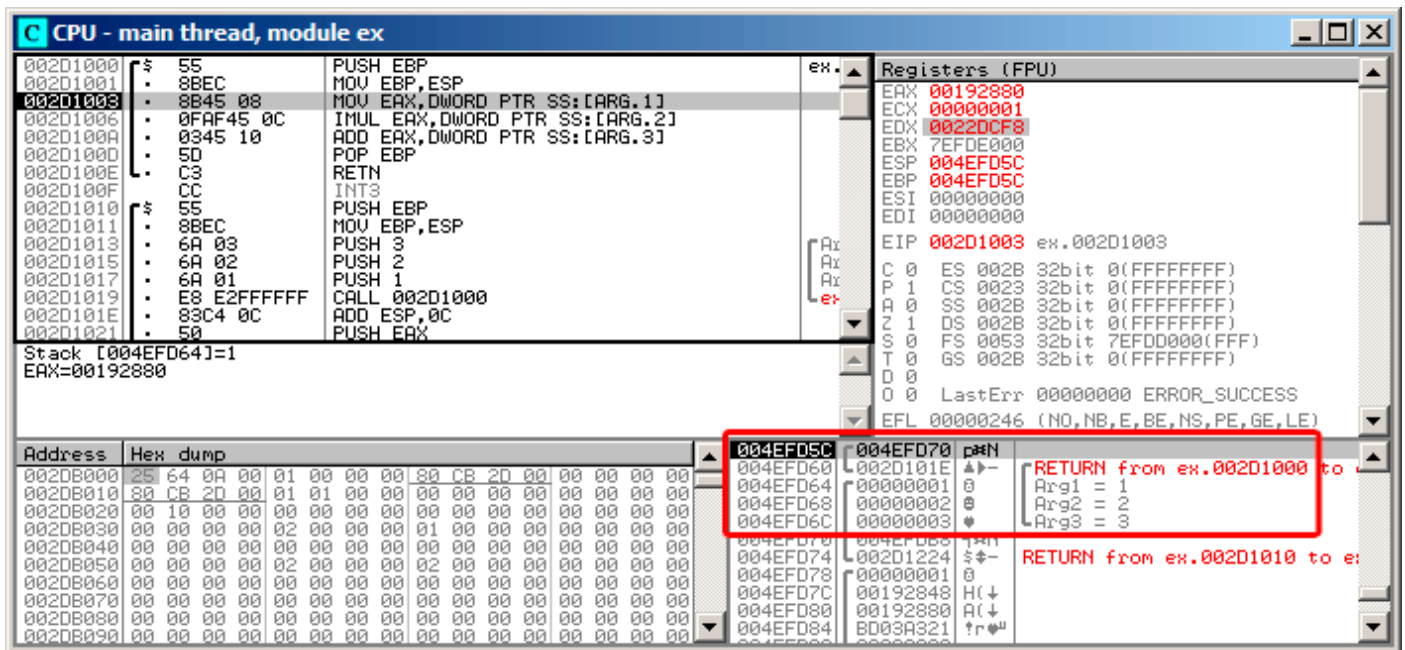 CPU - main thread, module ex
002D1000 $ 55 PUSH EBP ex.
002D1001 . 8BEC MOV EBP,ESP
002D1003 . 8B45 08 MOV EAX,DWORD PTR SS:[ARG.1]
002D1006 . 0FAF45 0C IMUL EAX,DWORD PTR SS:[ARG.2]
002D100A . 0345 10 ADD EAX,DWORD PTR SS:[ARG.3]
002D100D . 5D POP EBP
002D100E . C3 RETN
002D100F CC INT3
002D1010 $ 55 PUSH EBP
002D1011 . 8BEC MOV EBP,ESP
002D1013 . 6A 03 PUSH 3
002D1015 . 6A 02 PUSH 2
002D1017 . 6A 01 PUSH 1
002D1019 . E8 E2FFFFFF CALL 002D1000
002D101E . 83C4 0C ADD ESP,0C
002D1021 . 50 PUSH EAX
Stack [004EFD64]=1
EAX=00192880
Registers (FPU)
EAX 00192880
ECX 00000001
EDX 0022DCF8
EBX 7EFDE000
ESP 004EFD5C
EBP 004EFD5C
ESI 00000000
EDI 00000000
EIP 002D1003 ex.002D1003
C 0 ES 002B 32bit 0(FFFFFFFF)
P 1 CS 0023 32bit 0(FFFFFFFF)
A 0 SS 002B 32bit 0(FFFFFFFF)
Z 1 DS 002B 32bit 0(FFFFFFFF)
S 0 FS 0053 32bit 7EFDD000(FFF)
T 0 GS 002B 32bit 0(FFFFFFFF)
D 0
O 0 LastErr 00000000 ERROR_SUCCESS
EFL 00000246 (NO,NB,E,BE,NS,PE,GE,LE)
Address Hex dump
002DB000 25 64 0A 00 01 00 00 00 80 CB 2D 00 00 00 00 00
002DB010 80 CB 2D 00 01 01 00 00 00 00 00 00 00 00 00 00
002DB020 00 10 00 00 00 00 00 00 00 00 00 00 00 00 00 00
002DB030 00 00 00 00 02 00 00 00 01 00 00 00 00 00 00 00
002DB040 00 00 00 00 00 00 00 00 00 00 00 00 00 00 00 00
002DB050 00 00 00 00 02 00 00 00 02 00 00 00 00 00 00 00
002DB060 00 00 00 00 00 00 00 00 00 00 00 00 00 00 00 00
002DB070 00 00 00 00 00 00 00 00 00 00 00 00 00 00 00 00
002DB080 00 00 00 00 00 00 00 00 00 00 00 00 00 00 00 00
002DB090 00 00 00 00 00 00 00 00 00 00 00 00 00 00 00 00
004EFD5C 004EFD70
004EFD60 002D101E RETURN from ex.002D1000 to
004EFD64 00000001 Arg1 = 1
004EFD68 00000002 Arg2 = 2
004EFD6C 00000003 Arg3 = 3
004EFD70 004EFDB8
004EFD74 002D1224 RETURN from ex.002D1010 to
004EFD78 00000001
004EFD7C 00192848 H(↓
004EFD80 00192880
004EFD84 BD03A321